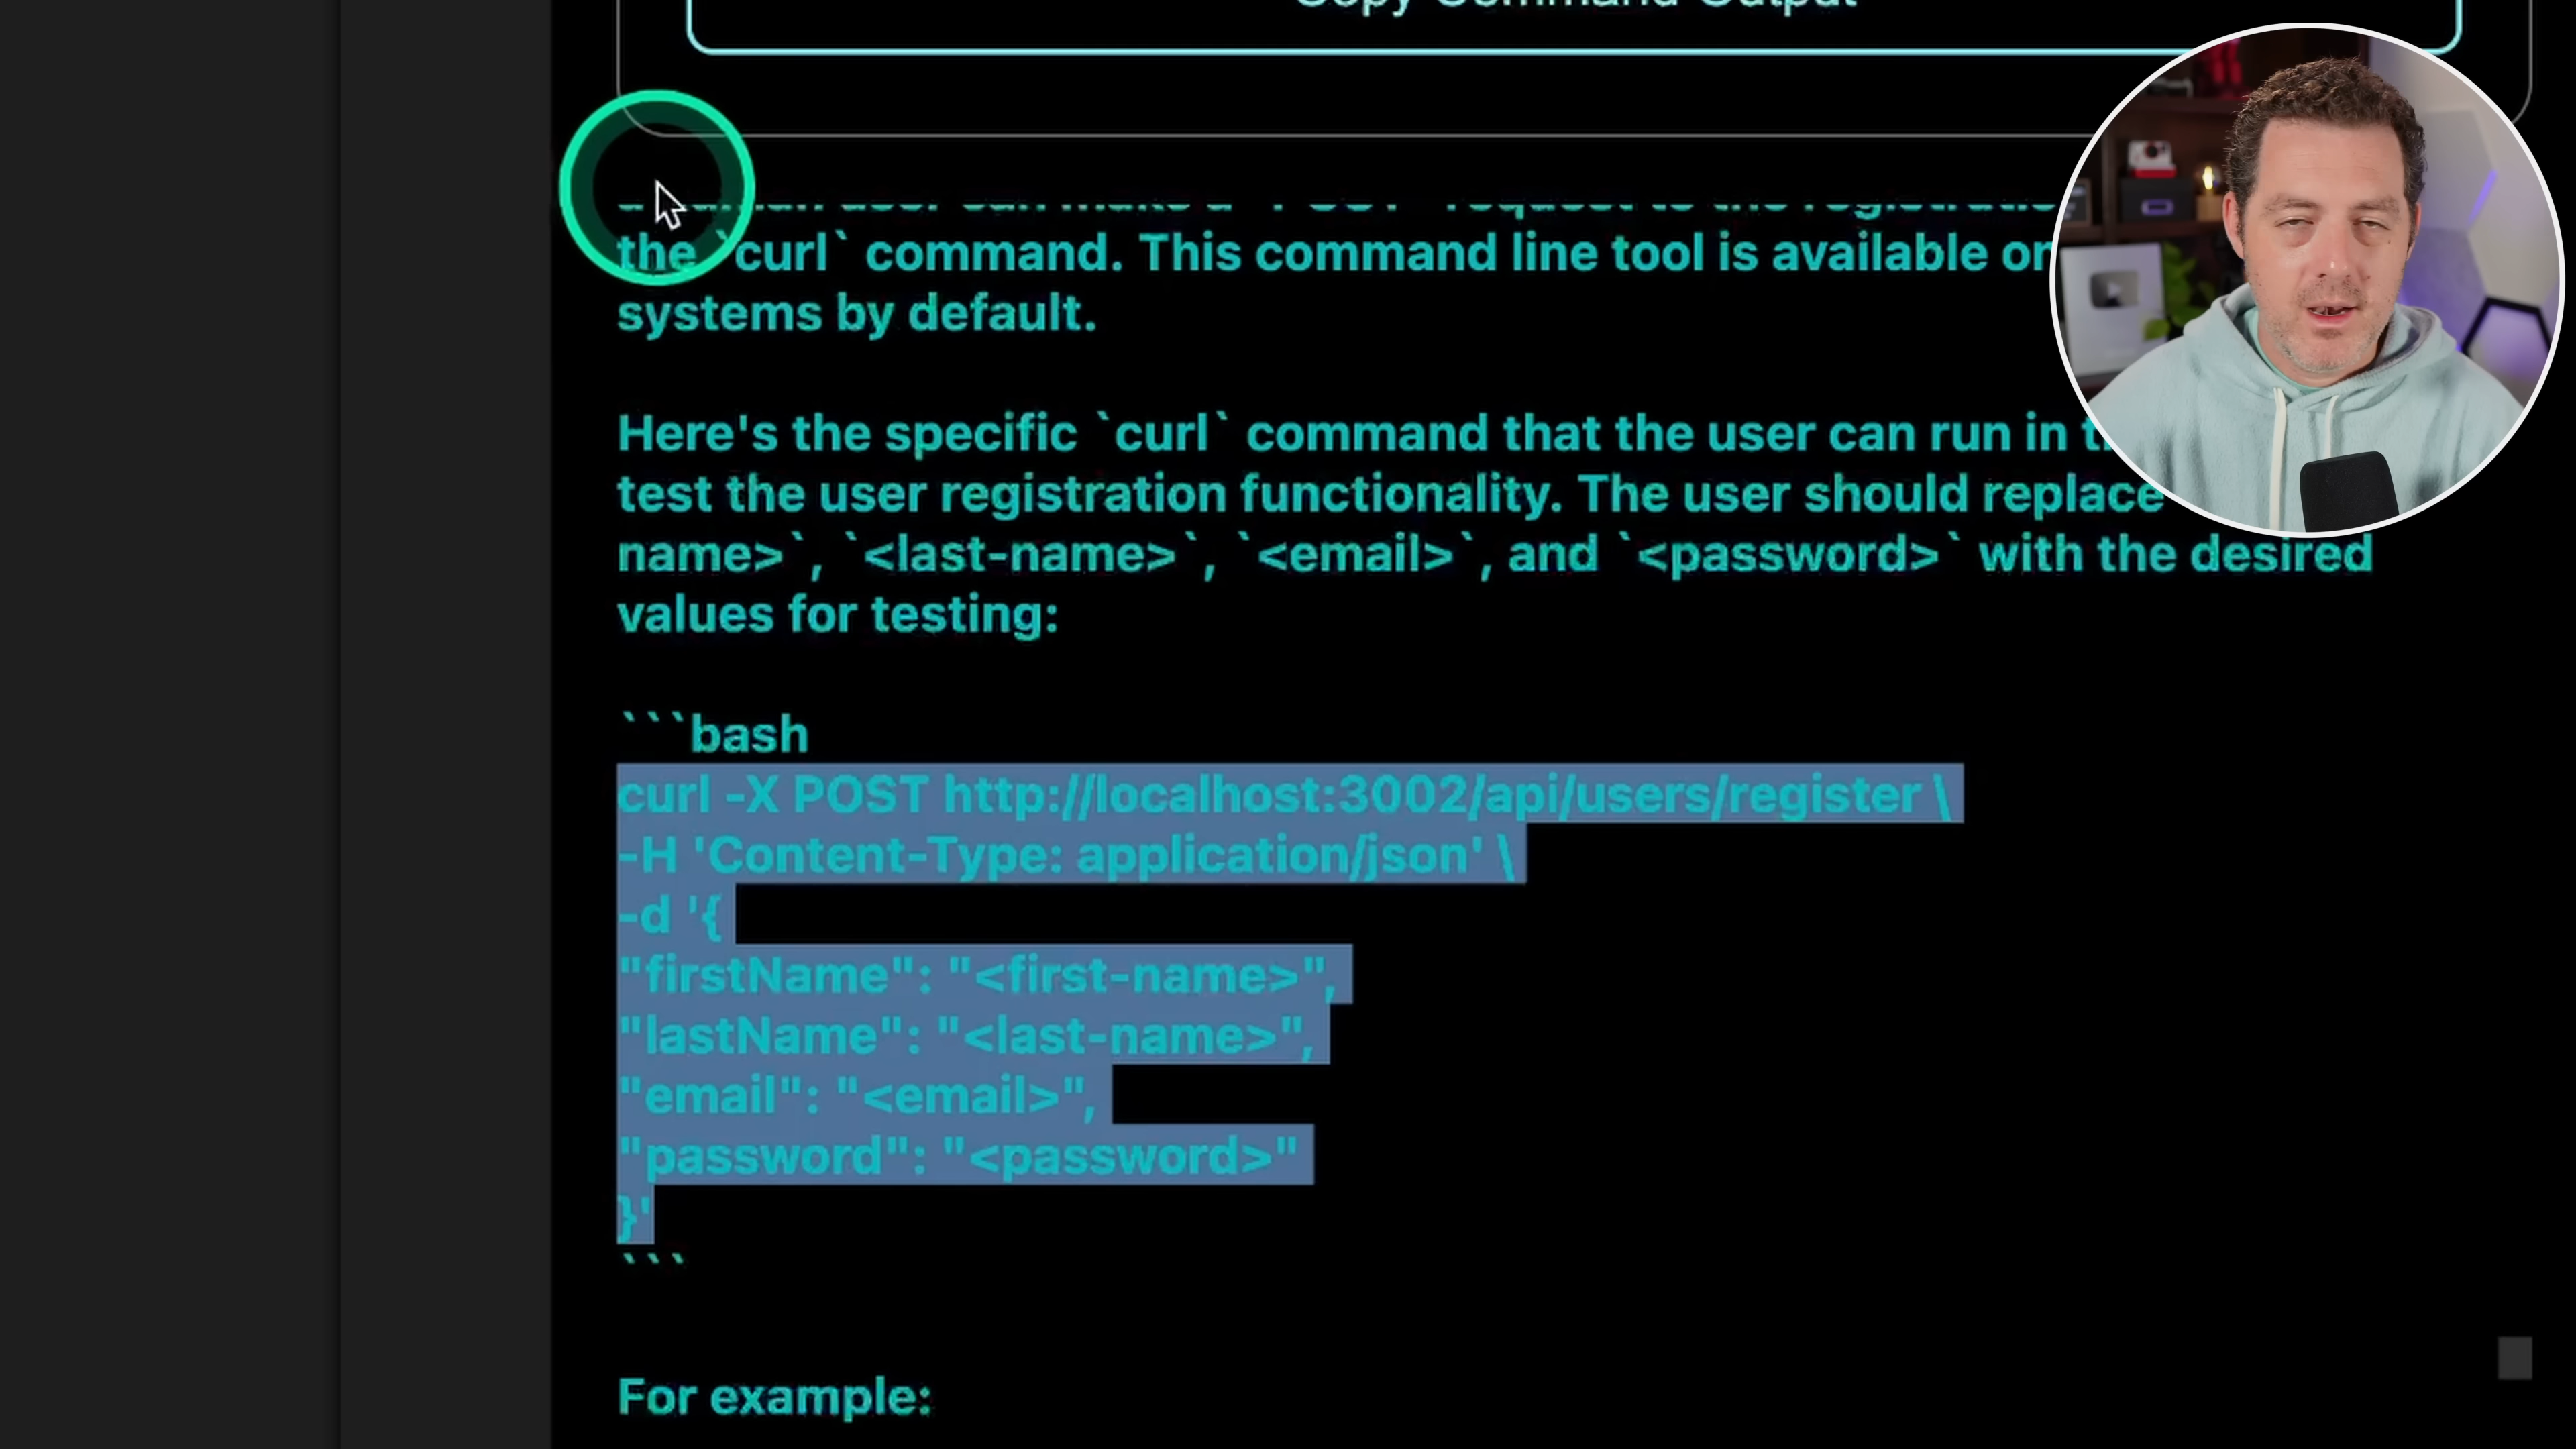 Copy Command Output
the `curl` command. This command line tool is available on
systems by default.
Here's the specific `curl` command that the user can run in
test the user registration functionality. The user should replace
name>`, `<last-name>`, `<email>`, and `<password>` with the desired
values for testing:
```bash
curl -X POST http://localhost:3002/api/users/register \
-H 'Content-Type: application/json' \
-d '{
"firstName": "<first-name>",
"lastName": "<last-name>",
"email": "<email>",
"password": "<password>"
}'
```
For example: